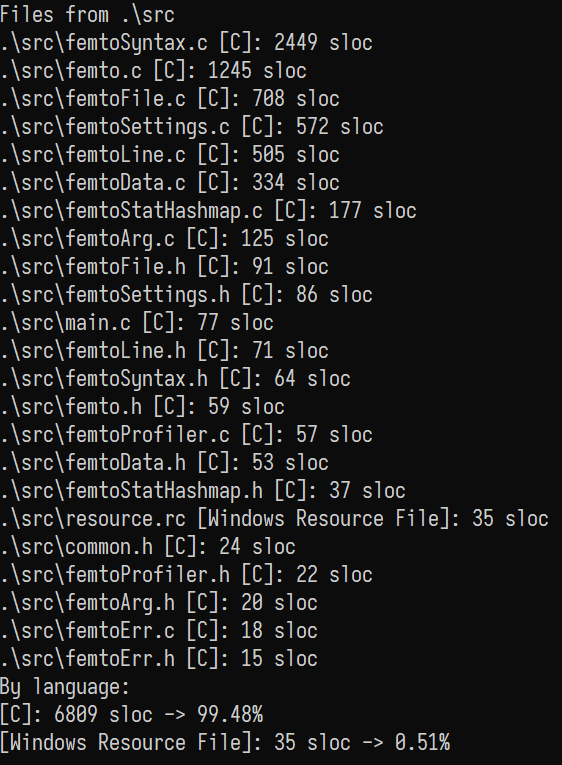 Files from .\src
.\src\femtoSyntax.c [C]: 2449 sloc
.\src\femto.c [C]: 1245 sloc
.\src\femtoFile.c [C]: 708 sloc
.\src\femtoSettings.c [C]: 572 sloc
.\src\femtoLine.c [C]: 505 sloc
.\src\femtoData.c [C]: 334 sloc
.\src\femtoStatHashmap.c [C]: 177 sloc
.\src\femtoArg.c [C]: 125 sloc
.\src\femtoFile.h [C]: 91 sloc
.\src\femtoSettings.h [C]: 86 sloc
.\src\main.c [C]: 77 sloc
.\src\femtoLine.h [C]: 71 sloc
.\src\femtoSyntax.h [C]: 64 sloc
.\src\femto.h [C]: 59 sloc
.\src\femtoProfiler.c [C]: 57 sloc
.\src\femtoData.h [C]: 53 sloc
.\src\femtoStatHashmap.h [C]: 37 sloc
.\src\resource.rc [Windows Resource File]: 35 sloc
.\src\common.h [C]: 24 sloc
.\src\femtoProfiler.h [C]: 22 sloc
.\src\femtoArg.h [C]: 20 sloc
.\src\femtoErr.c [C]: 18 sloc
.\src\femtoErr.h [C]: 15 sloc
By language:
[C]: 6809 sloc -> 99.48%
[Windows Resource File]: 35 sloc -> 0.51%